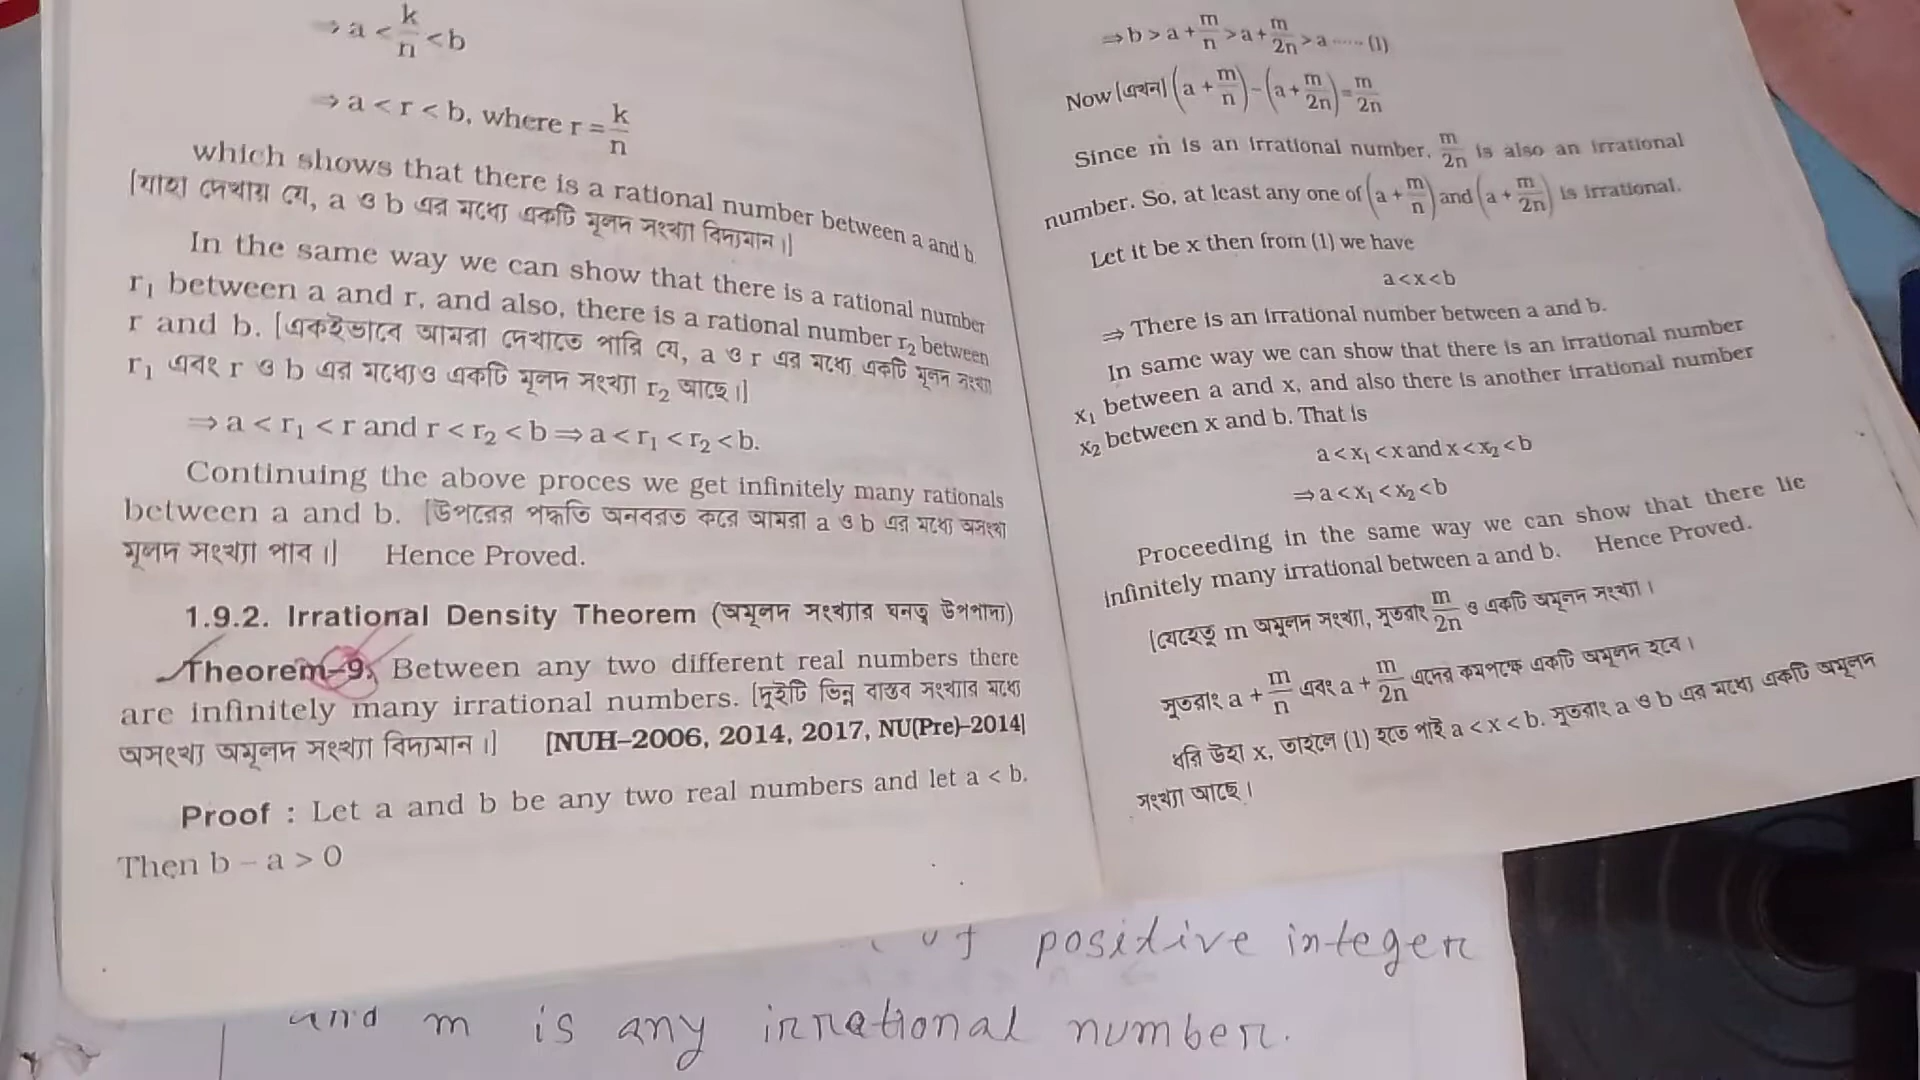 ⇒ a < k/n < b
⇒ a < r < b, where r = k/n
which shows that there is a rational number between a and b.
[যাহা দেখায় যে, a ও b এর মধ্যে একটি মূলদ সংখ্যা বিদ্যমান।]
In the same way we can show that there is a rational number
r₁ between a and r, and also, there is a rational number r₂ between
r and b. [একইভাবে আমরা দেখাতে পারি যে, a ও r এর মধ্যে একটি মূলদ সংখ্যা
r₁ এবং r ও b এর মধ্যেও একটি মূলদ সংখ্যা r₂ আছে।]
⇒ a < r₁ < r and r < r₂ < b ⇒ a < r₁ < r₂ < b.
Continuing the above proces we get infinitely many rationals
between a and b. [উপরের পদ্ধতি অনবরত করে আমরা a ও b এর মধ্যে অসংখ্য
মূলদ সংখ্যা পাব।] Hence Proved.
1.9.2. Irrational Density Theorem (অমূলদ সংখ্যার ঘনত্ব উপপাদ্য)
Theorem-9. Between any two different real numbers there
are infinitely many irrational numbers. [দুইটি ভিন্ন বাস্তব সংখ্যার মধ্যে
অসংখ্য অমূলদ সংখ্যা বিদ্যমান।] [NUH-2006, 2014, 2017, NU(Pre)-2014]
Proof : Let a and b be any two real numbers and let a < b.
Then b - a > 0
⇒ b > a + m/n > a + m/2n > a ...... (1)
Now [এখন] (a + m/n) - (a + m/2n) = m/2n
Since m is an irrational number, m/2n is also an irrational
number. So, at least any one of (a + m/n) and (a + m/2n) is irrational.
Let it be x then from (1) we have
a < x < b
⇒ There is an irrational number between a and b.
In same way we can show that there is an irrational number
x₁ between a and x, and also there is another irrational number
x₂ between x and b. That is
a < x₁ < x and x < x₂ < b
⇒ a < x₁ < x₂ < b
Proceeding in the same way we can show that there lie
infinitely many irrational between a and b. Hence Proved.
[যেহেতু m অমূলদ সংখ্যা, সুতরাং m/2n ও একটি অমূলদ সংখ্যা।
সুতরাং a + m/n এবং a + m/2n এদের কমপক্ষে একটি অমূলদ হবে।
ধরি উহা x, তাহলে (1) হতে পাই a < x < b. সুতরাং a ও b এর মধ্যে একটি অমূলদ
সংখ্যা আছে।
of positive integer
and m is any irrational number.